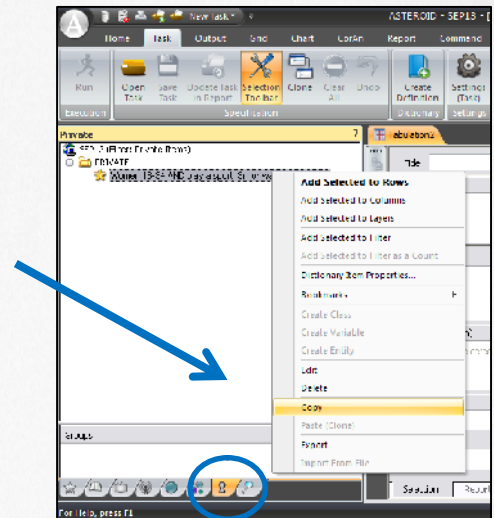 New Task
ASTEROID - SEP13 - [
Home Task Output Grid Chart CorAn Report Command
Run Open Task Save Task Update Task in Report Selection Toolbar Clone Clear All Undo Create Definition Settings (Task)
Execution Specification Dictionary Settings
Private ?
PRIVATE
Title
Add Selected to Rows
Add Selected to Columns
Add Selected to Layers
Add Selected to Filter
Add Selected to Filter as a Count
Dictionary Item Properties...
Bookmarks
Create Class
Create Variable
Create Entity
Edit
Delete
Copy
Paste (Clone)
Export
Import From File
Groups
Selection Report
For Help, press F1